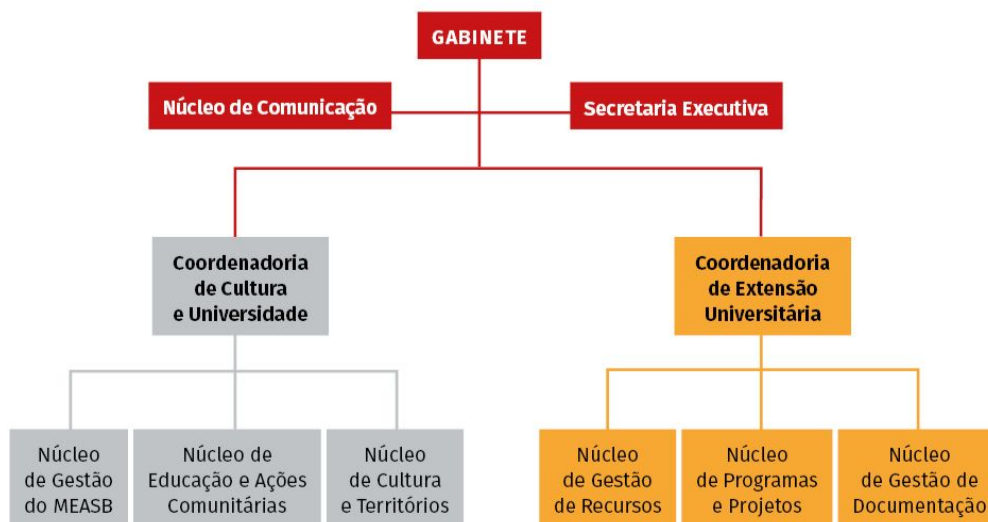 GABINETE
Núcleo de Comunicação
Secretaria Executiva
Coordenadoria
de Cultura
e Universidade
Coordenadoria
de Extensão
Universitária
Núcleo
de Gestão
do MEASB
Núcleo de
Educação e Ações
Comunitárias
Núcleo
de Cultura
e Territórios
Núcleo
de Gestão
de Recursos
Núcleo
de Programas
e Projetos
Núcleo
de Gestão de
Documentação